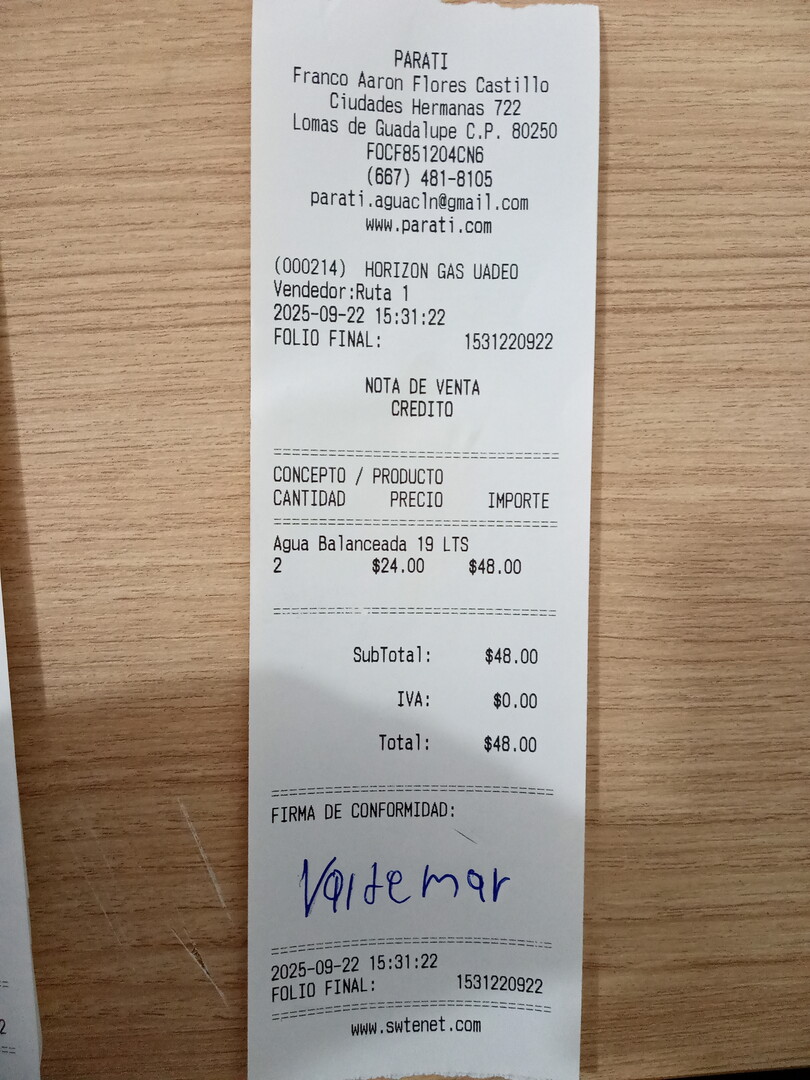 PARATI
Franco Aaron Flores Castillo
Ciudades Hermanas 722
Lomas de Guadalupe C.P. 80250
FOCF851204CN6
(667) 481-8105
parati.aguacln@gmail.com
www.parati.com
(000214) HORIZON GAS UADEO
Vendedor:Ruta 1
2025-09-22 15:31:22
FOLIO FINAL: 1531220922
NOTA DE VENTA
CREDITO
CONCEPTO / PRODUCTO
CANTIDAD PRECIO IMPORTE
Agua Balanceada 19 LTS
2 $24.00 $48.00
SubTotal: $48.00
IVA: $0.00
Total: $48.00
FIRMA DE CONFORMIDAD:
Valdemar
2025-09-22 15:31:22
FOLIO FINAL: 1531220922
www.swtenet.com
2